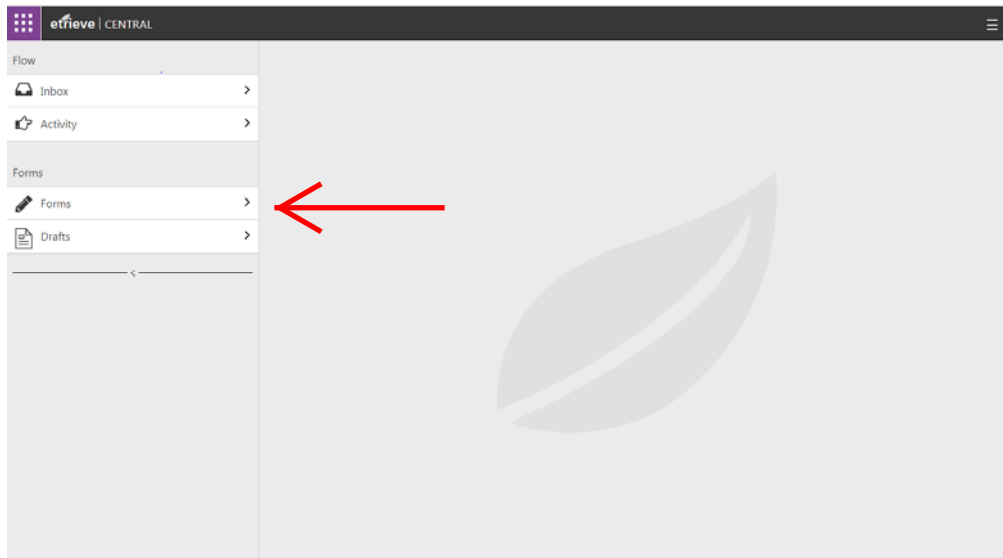 etrieve | CENTRAL
Flow
Inbox
Activity
Forms
Forms
Drafts